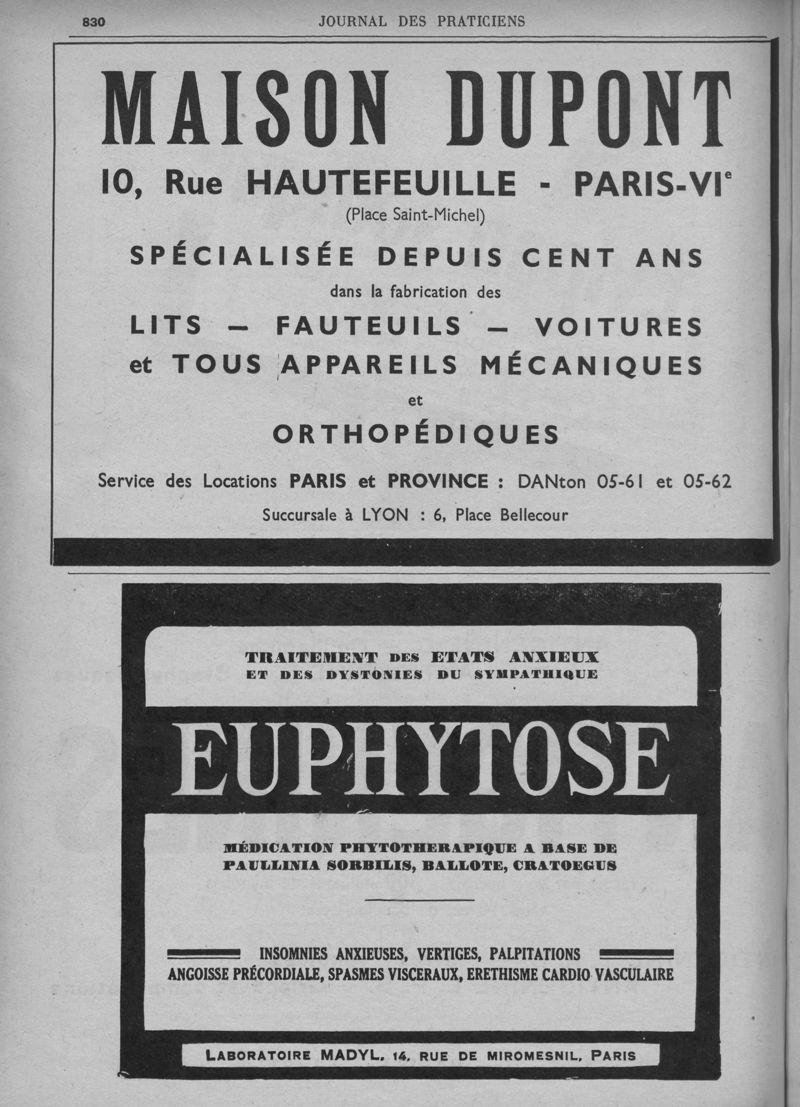 830
JOURNAL DES PRATICIENS
MAISON DUPONT
10, Rue HAUTEFEUILLE - PARIS-VIe
(Place Saint-Michel)
SPÉCIALISÉE DEPUIS CENT ANS
dans la fabrication des
LITS — FAUTEUILS — VOITURES
et TOUS APPAREILS MÉCANIQUES
et
ORTHOPÉDIQUES
Service des Locations PARIS et PROVINCE : DANton 05-61 et 05-62
Succursale à LYON : 6, Place Bellecour
TRAITEMENT DES ETATS ANXIEUX
ET DES DYSTONIES DU SYMPATHIQUE
EUPHYTOSE
MÉDICATION PHYTOTHERAPIQUE A BASE DE
PAULLINIA SORBILIS, BALLOTE, CRATOEGUS
INSOMNIES ANXIEUSES, VERTIGES, PALPITATIONS
ANGOISSE PRÉCORDIALE, SPASMES VISCERAUX, ERETHISME CARDIO VASCULAIRE
LABORATOIRE MADYL. 14, RUE DE MIROMESNIL, PARIS